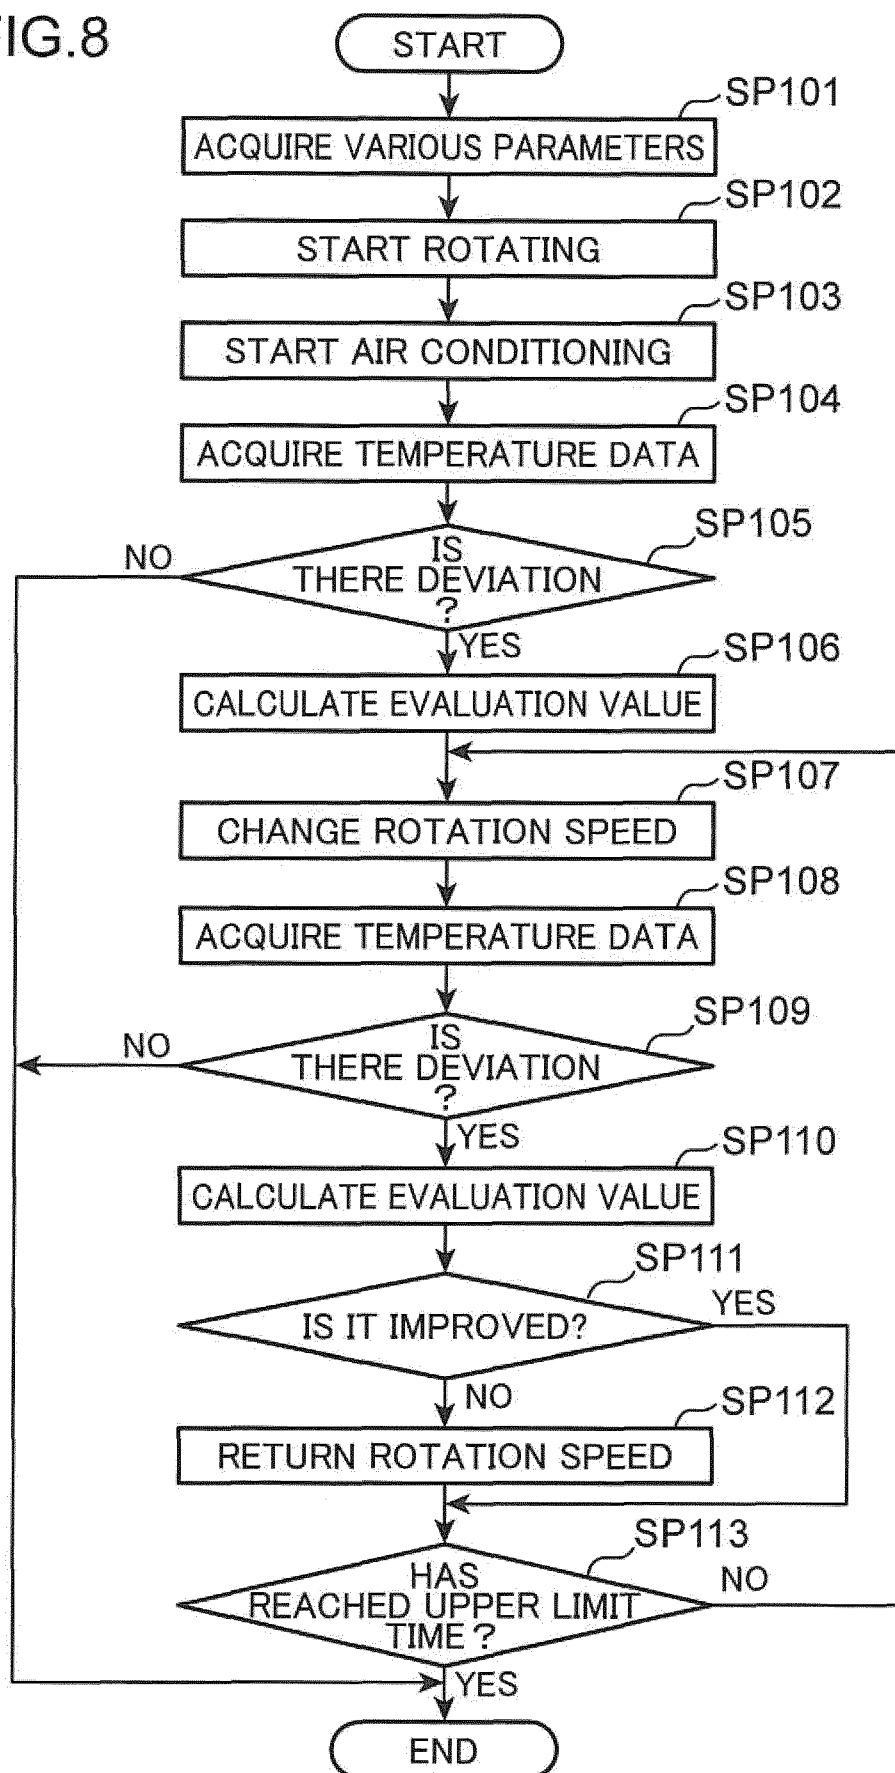 FIG.8
START
SP101
ACQUIRE VARIOUS PARAMETERS
SP102
START ROTATING
SP103
START AIR CONDITIONING
SP104
ACQUIRE TEMPERATURE DATA
SP105
NO
IS
THERE DEVIATION
?
YES
SP106
CALCULATE EVALUATION VALUE
SP107
CHANGE ROTATION SPEED
SP108
ACQUIRE TEMPERATURE DATA
SP109
NO
IS
THERE DEVIATION
?
YES
SP110
CALCULATE EVALUATION VALUE
SP111
YES
IS IT IMPROVED?
NO
SP112
RETURN ROTATION SPEED
SP113
NO
HAS
REACHED UPPER LIMIT
TIME?
YES
END